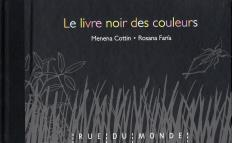 Le livre noir des couleurs
Menena Cottin • Rosana Faría
RUE DU MONDE